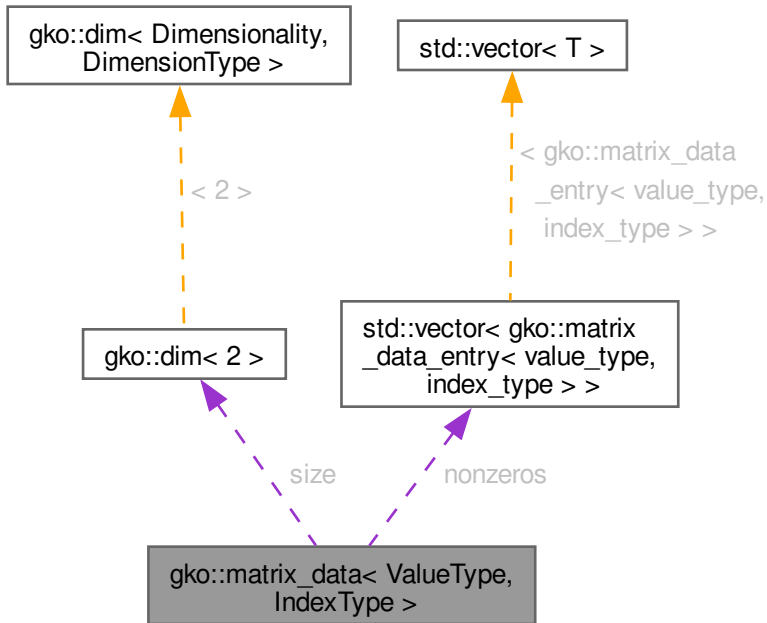 gko::dim< Dimensionality,
DimensionType >
std::vector< T >
< 2 >
< gko::matrix_data
_entry< value_type,
index_type > >
gko::dim< 2 >
std::vector< gko::matrix
_data_entry< value_type,
index_type > >
size
nonzeros
gko::matrix_data< ValueType,
IndexType >